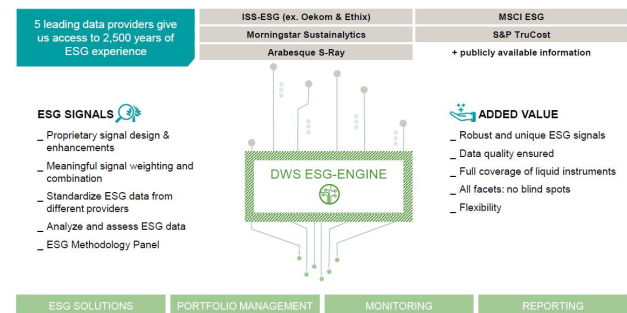 5 leading data providers give
us access to 2,500 years of
ESG experience
ISS-ESG (ex. Oekom & Ethix)
MSCI ESG
Morningstar Sustainalytics
S&P TruCost
Arabesque S-Ray
+ publicly available information
ESG SIGNALS
_ Proprietary signal design &
enhancements
_ Meaningful signal weighting and
combination
_ Standardize ESG data from
different providers
_ Analyze and assess ESG data
_ ESG Methodology Panel
DWS ESG-ENGINE
ADDED VALUE
_ Robust and unique ESG signals
_ Data quality ensured
_ Full coverage of liquid instruments
_ All facets: no blind spots
_ Flexibility
ESG SOLUTIONS
PORTFOLIO MANAGEMENT
MONITORING
REPORTING